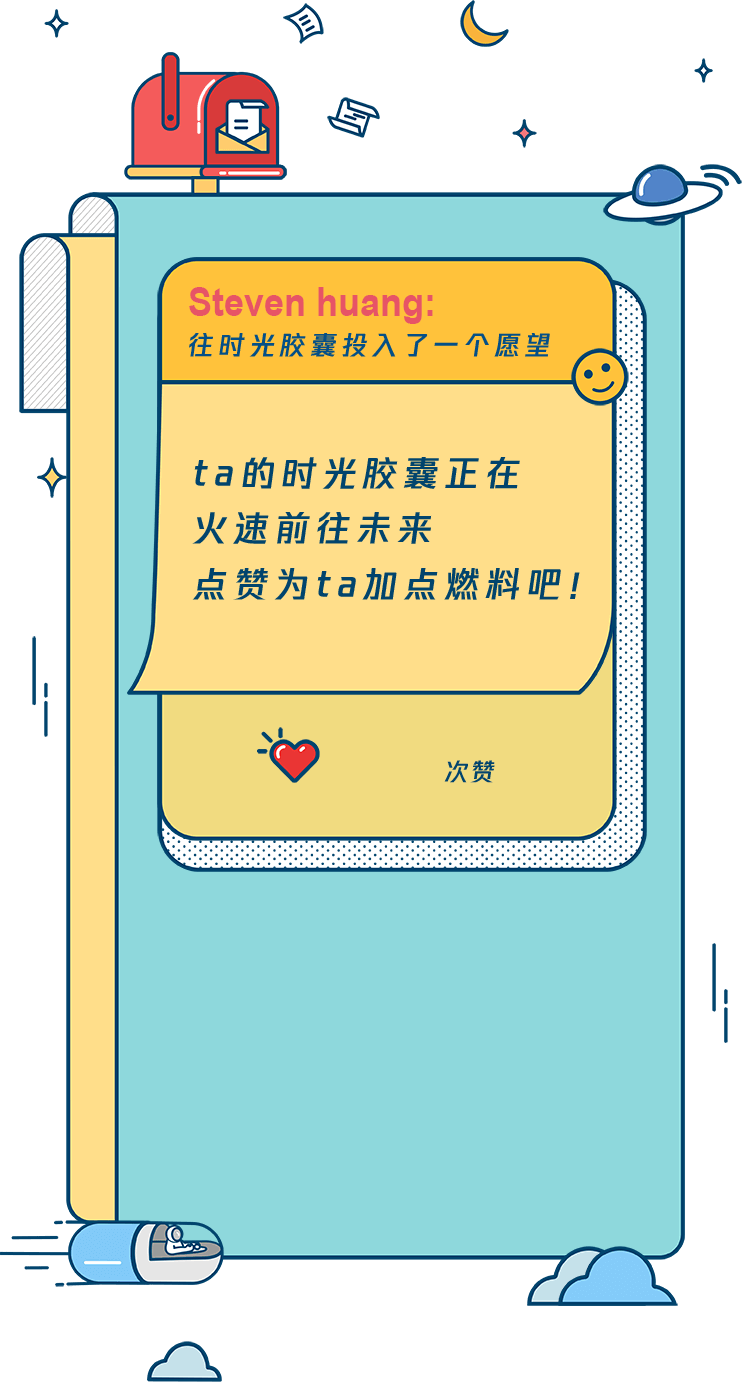 Steven huang:
往时光胶囊投入了一个愿望
ta的时光胶囊正在
火速前往未来
点赞为ta加点燃料吧!
次赞